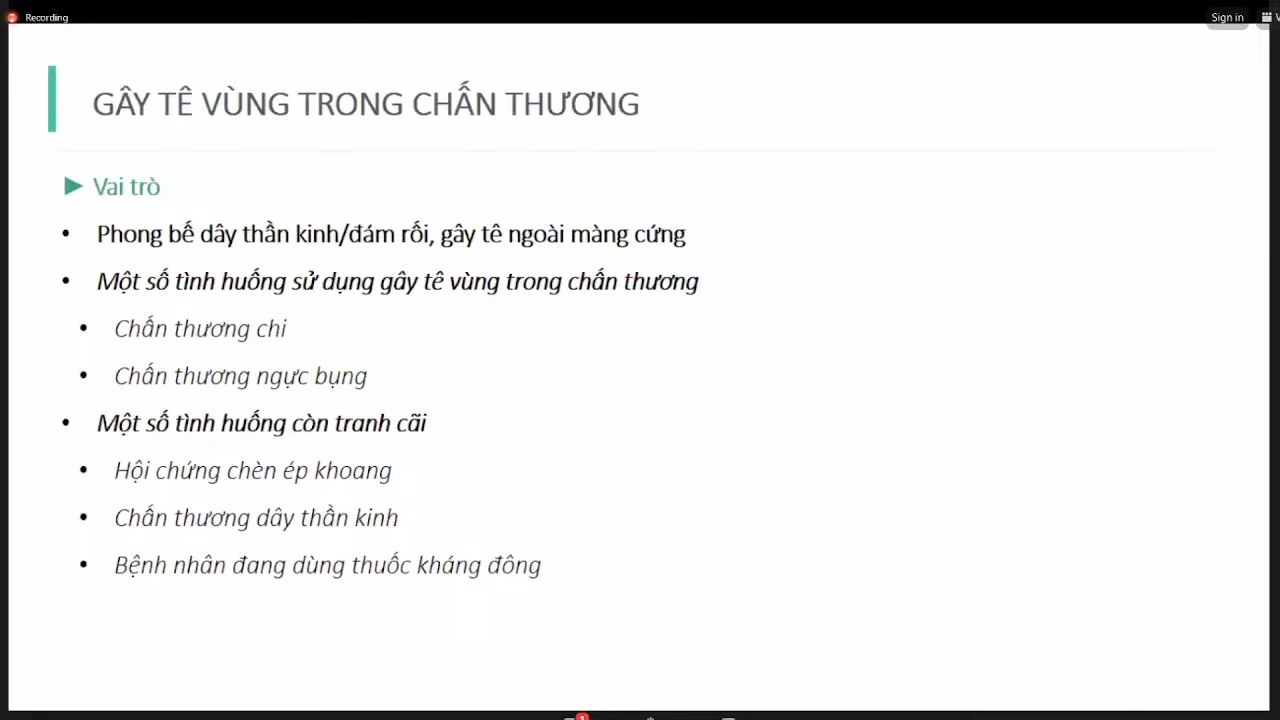 Recording
Sign in
GÂY TÊ VÙNG TRONG CHẤN THƯƠNG
► Vai trò
• Phong bế dây thần kinh/đám rối, gây tê ngoài màng cứng
• Một số tình huống sử dụng gây tê vùng trong chấn thương
• Chấn thương chi
• Chấn thương ngực bụng
• Một số tình huống còn tranh cãi
• Hội chứng chèn ép khoang
• Chấn thương dây thần kinh
• Bệnh nhân đang dùng thuốc kháng đông